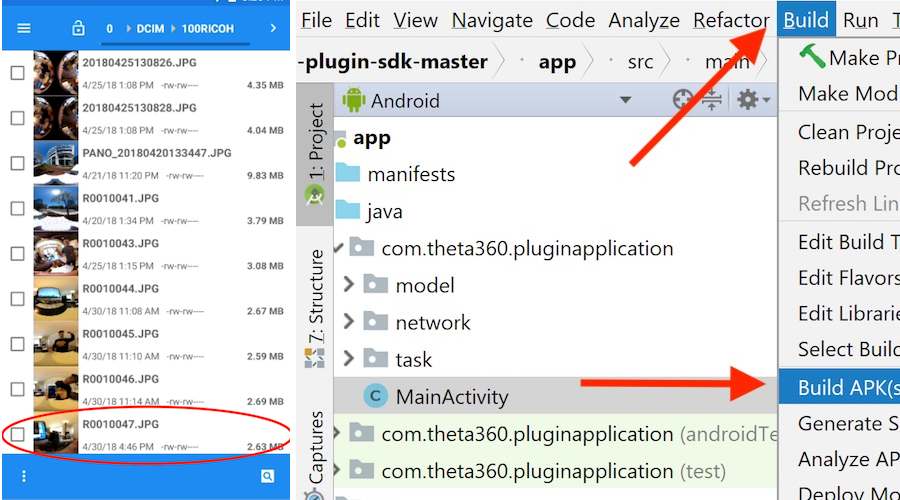 0 DCIM 100RICOH
20180425130826.JPG
4/25/18 1:08 PM -rw-rw---- 4.35 MB
20180425130828.JPG
4/25/18 1:08 PM -rw-rw---- 4.04 MB
PANO_20180420133447.JPG
4/21/18 11:20 PM -rw-rw---- 9.83 MB
R0010041.JPG
4/20/18 1:34 PM -rw-rw---- 3.79 MB
R0010043.JPG
4/25/18 1:15 PM -rw-rw---- 3.08 MB
R0010044.JPG
4/30/18 11:08 AM -rw-rw---- 2.67 MB
R0010045.JPG
4/30/18 11:10 AM -rw-rw---- 2.59 MB
R0010046.JPG
4/30/18 11:14 AM -rw-rw---- 2.69 MB
R0010047.JPG
4/30/18 4:46 PM -rw-rw---- 2.63 MB
File Edit View Navigate Code Analyze Refactor Build Run
-plugin-sdk-master app src main
Android
1: Project
7: Structure
Captures
app
manifests
java
com.theta360.pluginapplication
model
network
task
C MainActivity
com.theta360.pluginapplication (androidTe
com.theta360.pluginapplication (test)
Make Pr
Make Mod
Clean Proje
Rebuild Pro
Refresh Lin
Edit Build T
Edit Flavors
Edit Librarie
Select Build
Build APK(s
Generate S
Analyze AP
Deploy Mo